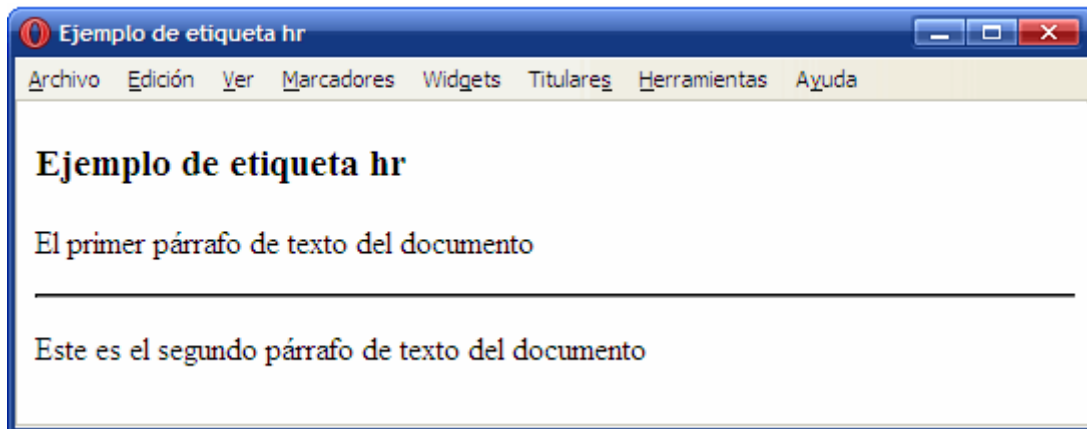 Ejemplo de etiqueta hr
Archivo Edición Ver Marcadores Widgets Titulares Herramientas Ayuda
Ejemplo de etiqueta hr
El primer párrafo de texto del documento
Este es el segundo párrafo de texto del documento